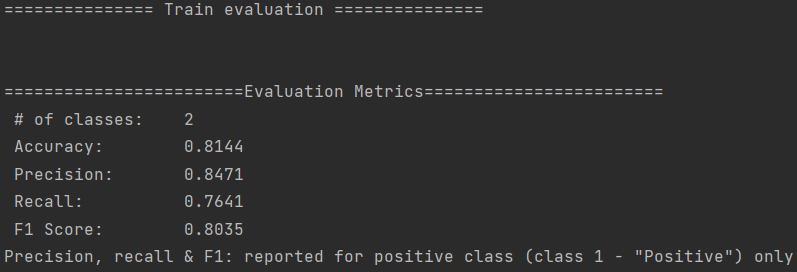 =============== Train evaluation ===============
========================Evaluation Metrics========================
# of classes: 2
Accuracy: 0.8144
Precision: 0.8471
Recall: 0.7641
F1 Score: 0.8035
Precision, recall & F1: reported for positive class (class 1 - "Positive") only